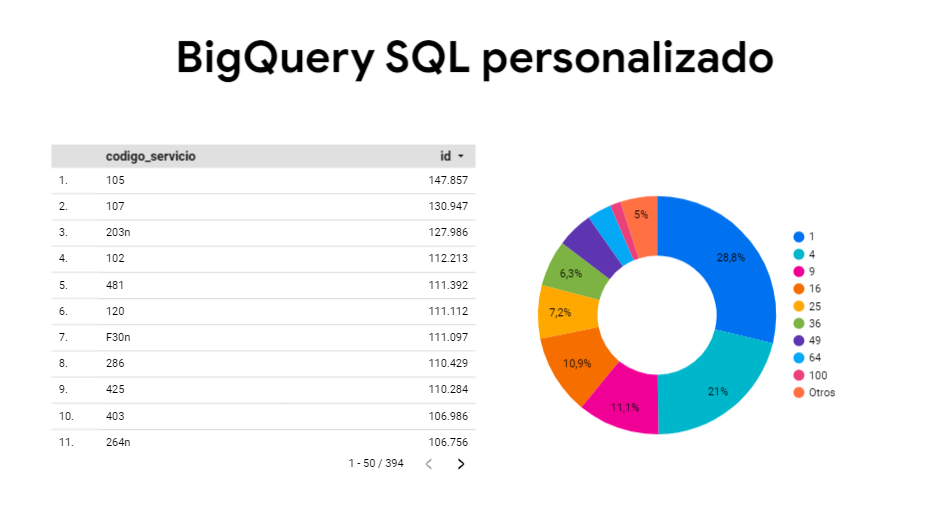 BigQuery SQL personalizado
codigo_servicio id
1. 105 147.857
2. 107 130.947
3. 203n 127.986
4. 102 112.213
5. 481 111.392
6. 120 111.112
7. F30n 111.097
8. 286 110.429
9. 425 110.284
10. 403 106.986
11. 264n 106.756
1 - 50 / 394
5%
28,8%
6,3%
7,2%
10,9%
11,1%
21%
1
4
9
16
25
36
49
64
100
Otros